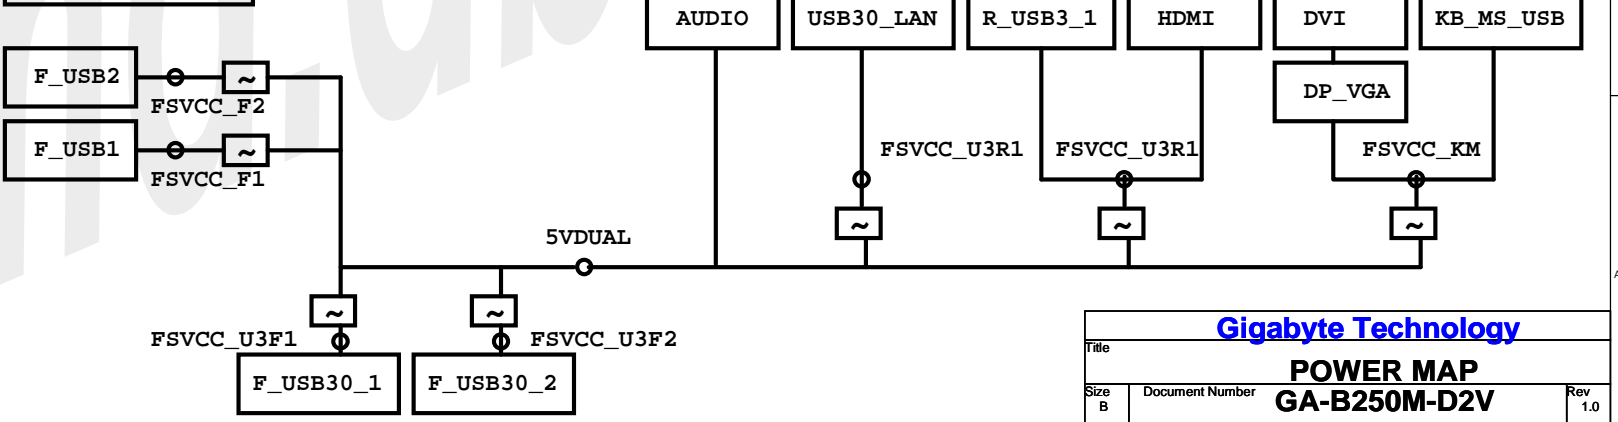 AUDIO
USB30_LAN
R_USB3_1
HDMI
DVI
KB_MS_USB
F_USB2
~
FSVCC_F2
DP_VGA
F_USB1
~
FSVCC_F1
FSVCC_U3R1
FSVCC_U3R1
FSVCC_KM
~
~
~
5VDUAL
~
~
FSVCC_U3F1
FSVCC_U3F2
F_USB30_1
F_USB30_2
Gigabyte Technology
Title
POWER MAP
Size
B
Document Number
GA-B250M-D2V
Rev
1.0
A